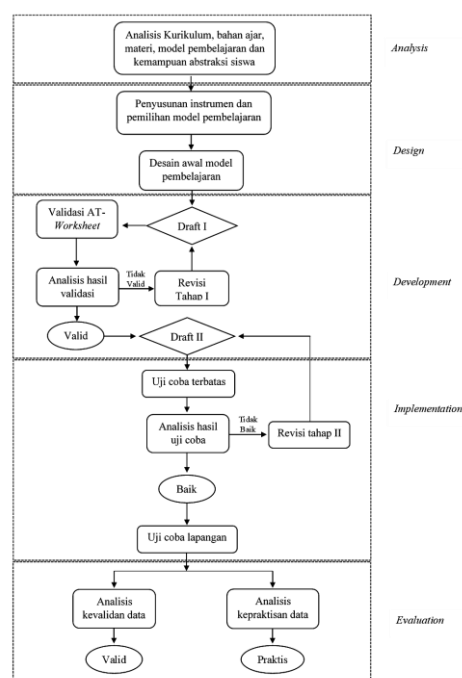 Analisis Kurikulum, bahan ajar,
materi, model pembelajaran dan
kemampuan abstraksi siswa
Analysis
Penyusunan instrumen dan
pemilihan model pembelajaran
Desain awal model
pembelajaran
Design
Validasi AT-
Worksheet
Draft I
Analisis hasil
validasi
Tidak
Valid
Revisi
Tahap I
Development
Valid
Draft II
Uji coba terbatas
Analisis hasil
uji coba
Tidak
Baik
Revisi tahap II
Implementation
Baik
Uji coba lapangan
Analisis
kevalidan data
Analisis
kepraktisan data
Evaluation
Valid
Praktis